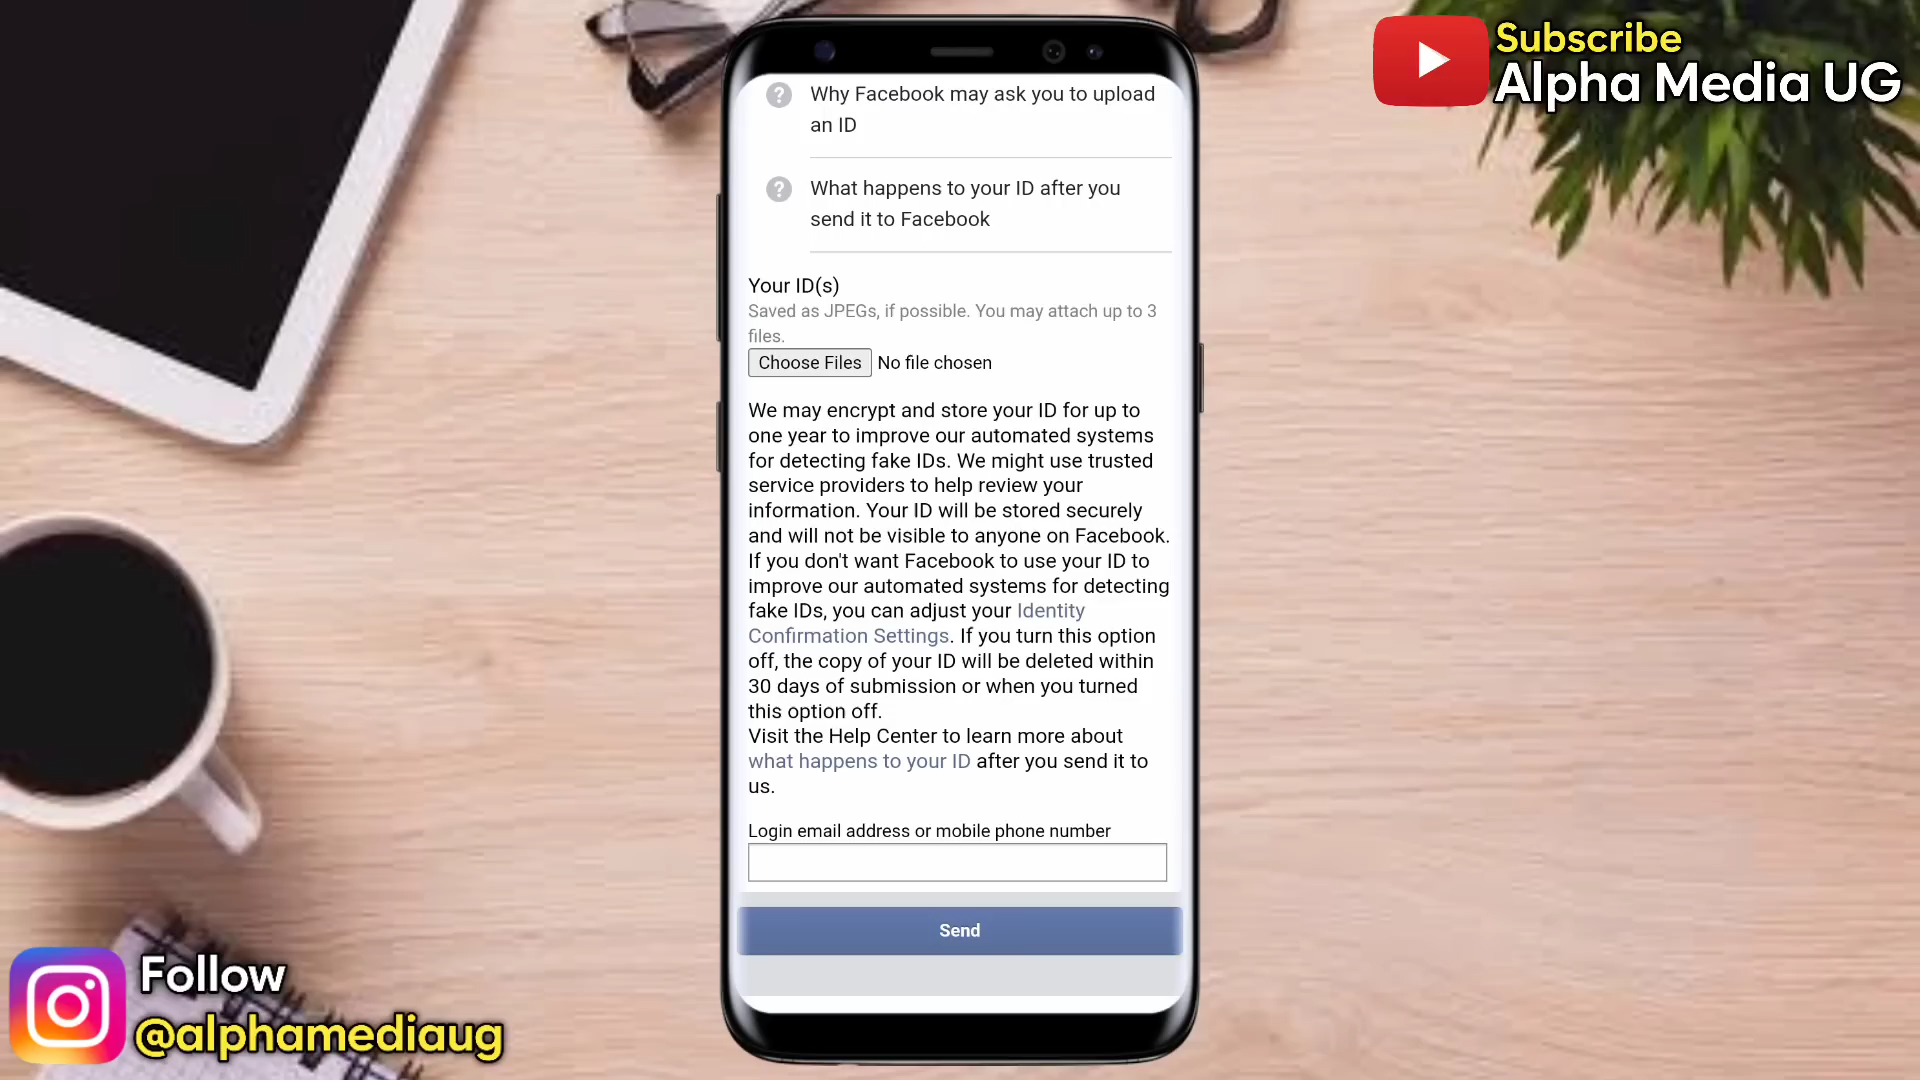 Subscribe
Alpha Media UG
Why Facebook may ask you to upload
an ID
What happens to your ID after you
send it to Facebook
Your ID(s)
Saved as JPEGs, if possible. You may attach up to 3
files.
Choose Files No file chosen
We may encrypt and store your ID for up to
one year to improve our automated systems
for detecting fake IDs. We might use trusted
service providers to help review your
information. Your ID will be stored securely
and will not be visible to anyone on Facebook.
If you don't want Facebook to use your ID to
improve our automated systems for detecting
fake IDs, you can adjust your Identity
Confirmation Settings. If you turn this option
off, the copy of your ID will be deleted within
30 days of submission or when you turned
this option off.
Visit the Help Center to learn more about
what happens to your ID after you send it to
us.
Login email address or mobile phone number
Send
Follow
@alphamediaug